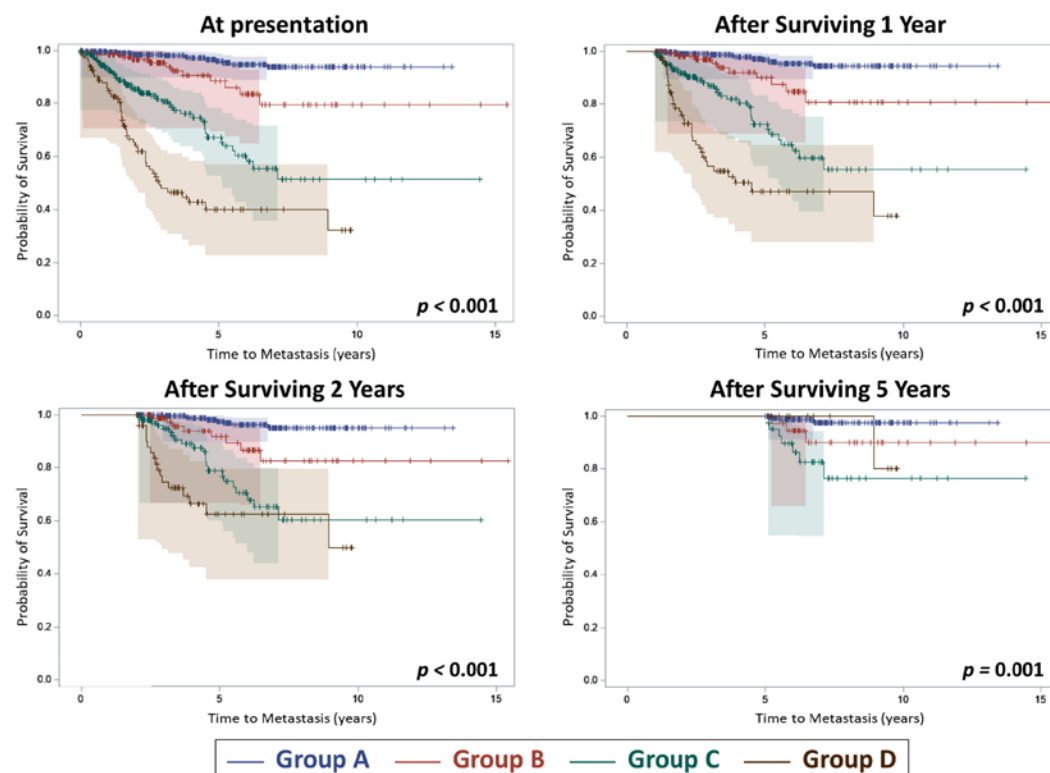 At presentation
Probability of Survival
1.0
0.8
0.6
0.4
0.2
0.0
p < 0.001
0 5 10 15
Time to Metastasis (years)
After Surviving 1 Year
Probability of Survival
1.0
0.8
0.6
0.4
0.2
0.0
p < 0.001
0 5 10 15
Time to Metastasis (years)
After Surviving 2 Years
Probability of Survival
1.0
0.8
0.6
0.4
0.2
0.0
p < 0.001
0 5 10 15
Time to Metastasis (years)
After Surviving 5 Years
Probability of Survival
1.0
0.8
0.6
0.4
0.2
0.0
p = 0.001
0 5 10 15
Time to Metastasis (years)
Group A Group B Group C Group D